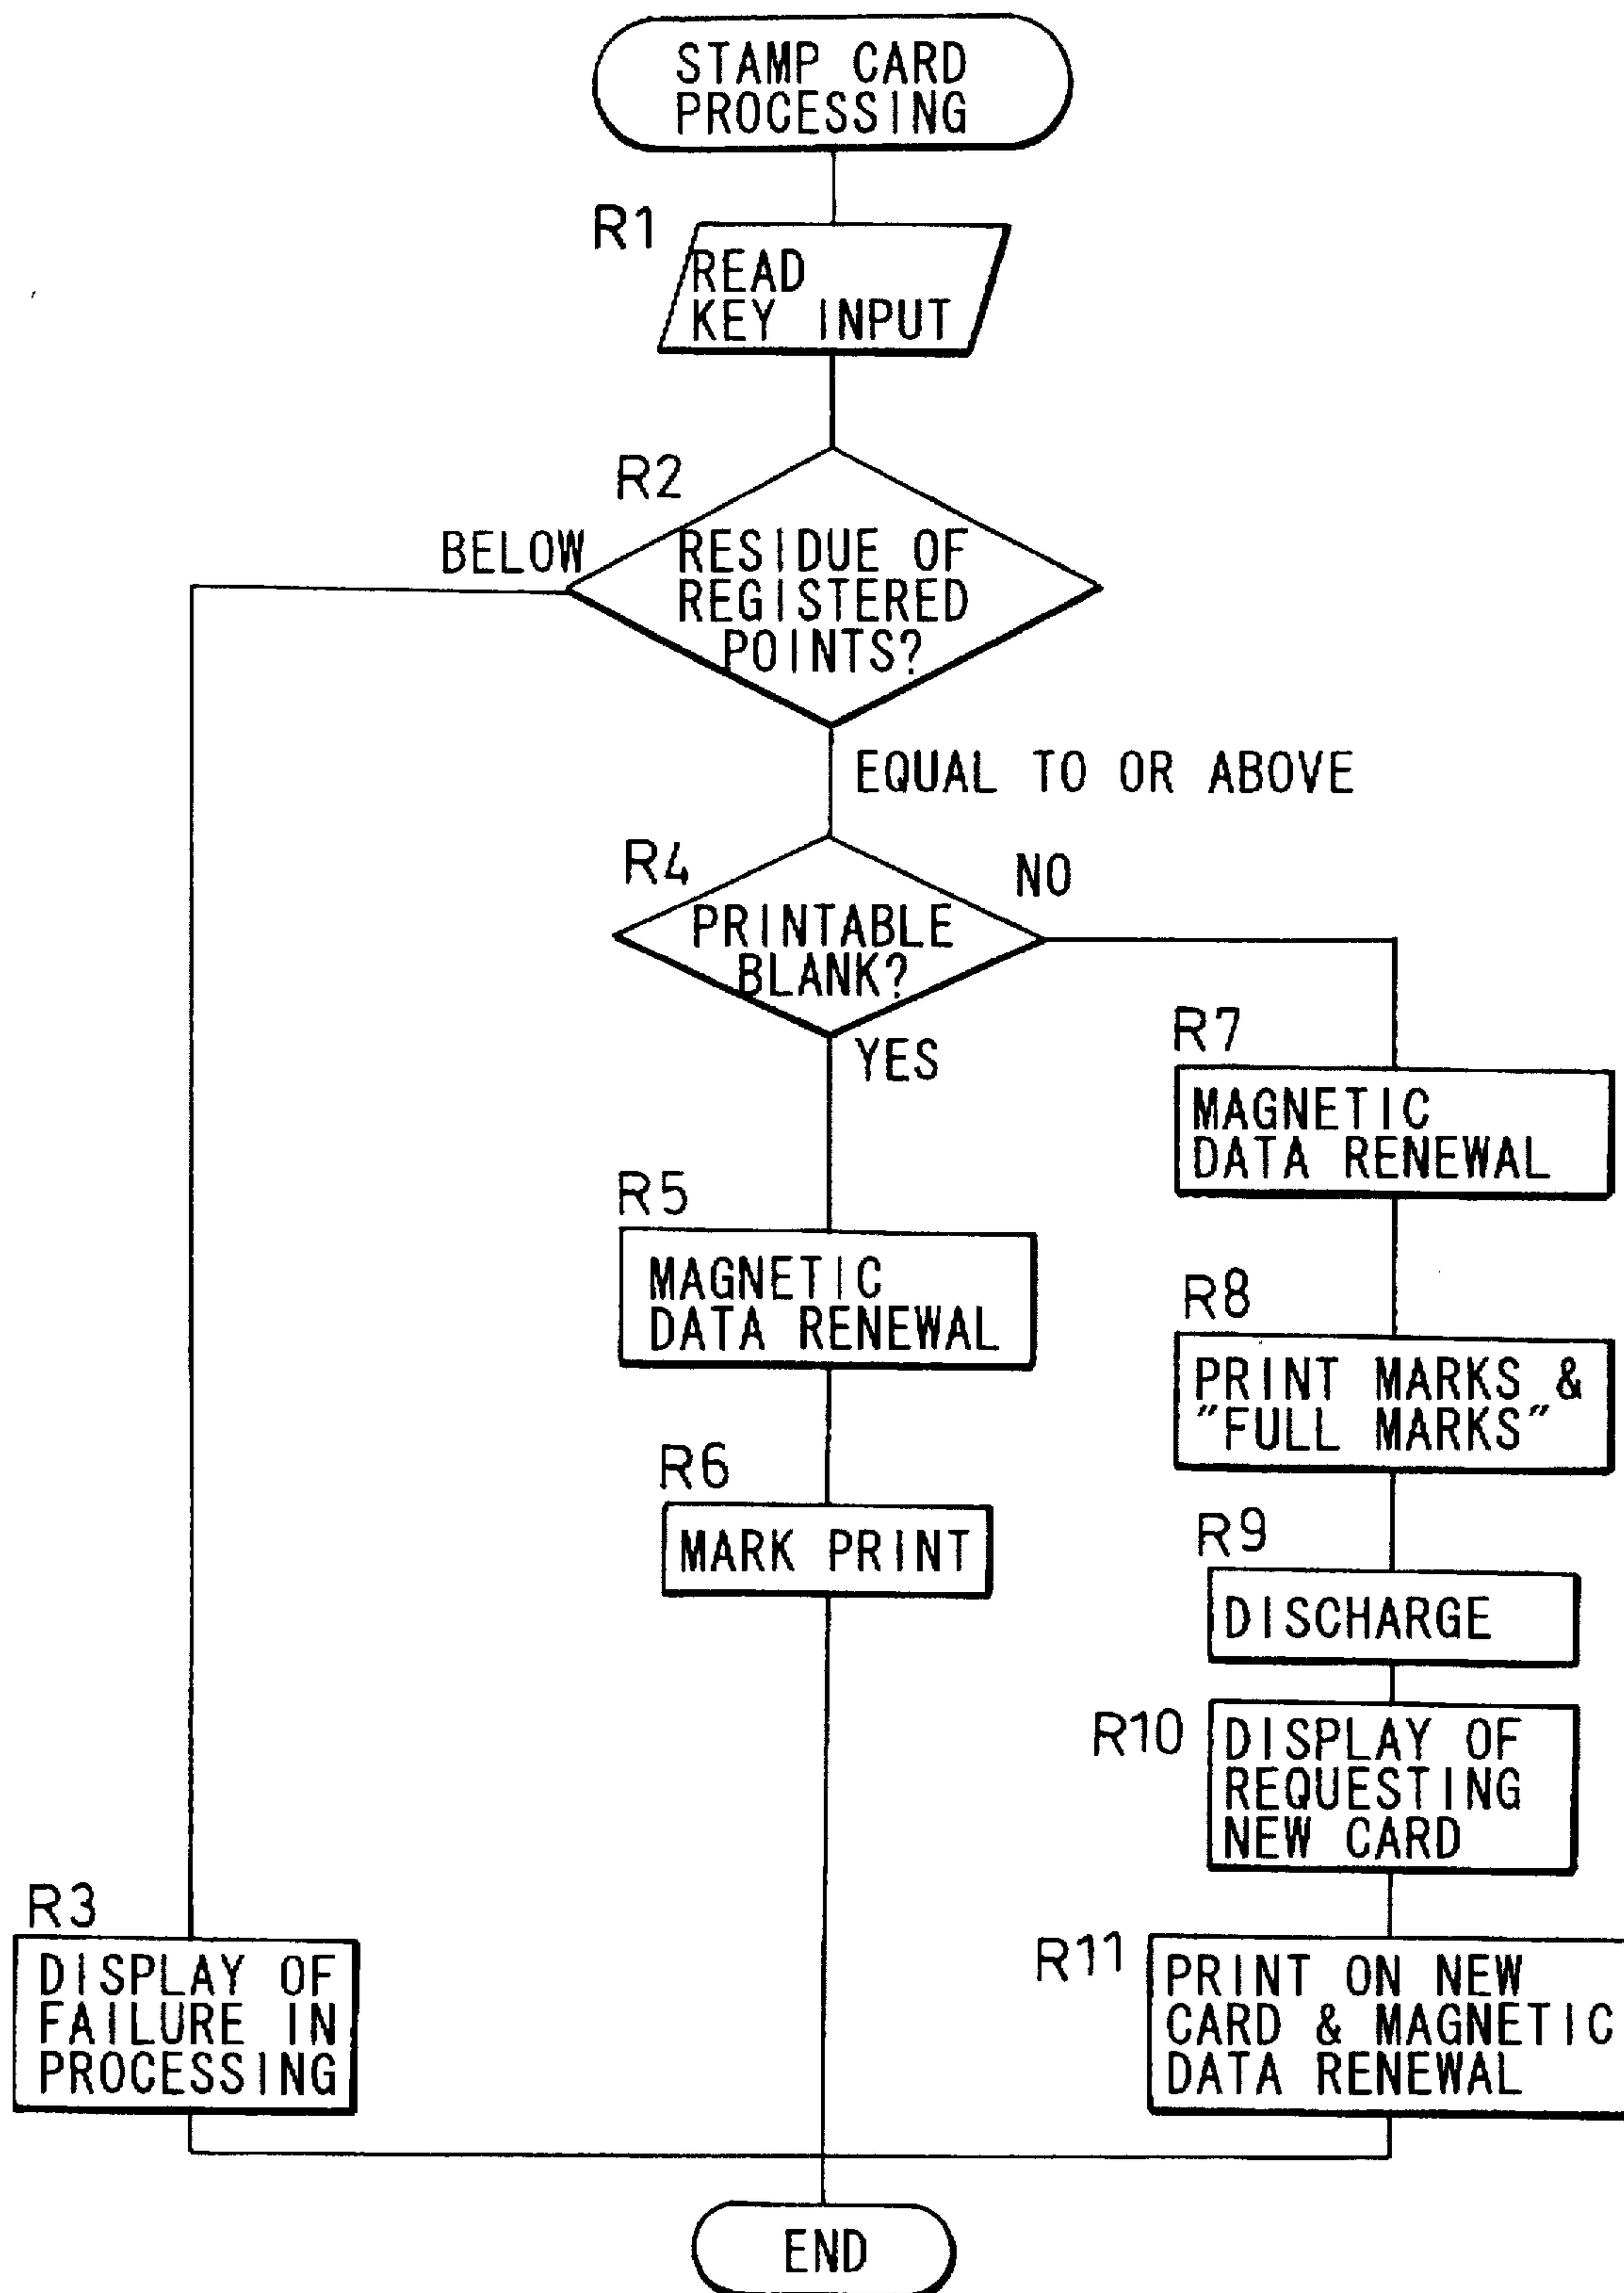 STAMP CARD
PROCESSING
R1
READ
KEY INPUT
R2
BELOW
RESIDUE OF
REGISTERED
POINTS?
EQUAL TO OR ABOVE
R4
NO
PRINTABLE
BLANK?
YES
R7
MAGNETIC
DATA RENEWAL
R5
MAGNETIC
DATA RENEWAL
R8
PRINT MARKS &
"FULL MARKS"
R6
MARK PRINT
R9
DISCHARGE
R10
DISPLAY OF
REQUESTING
NEW CARD
R3
DISPLAY OF
FAILURE IN
PROCESSING
R11
PRINT ON NEW
CARD & MAGNETIC
DATA RENEWAL
END